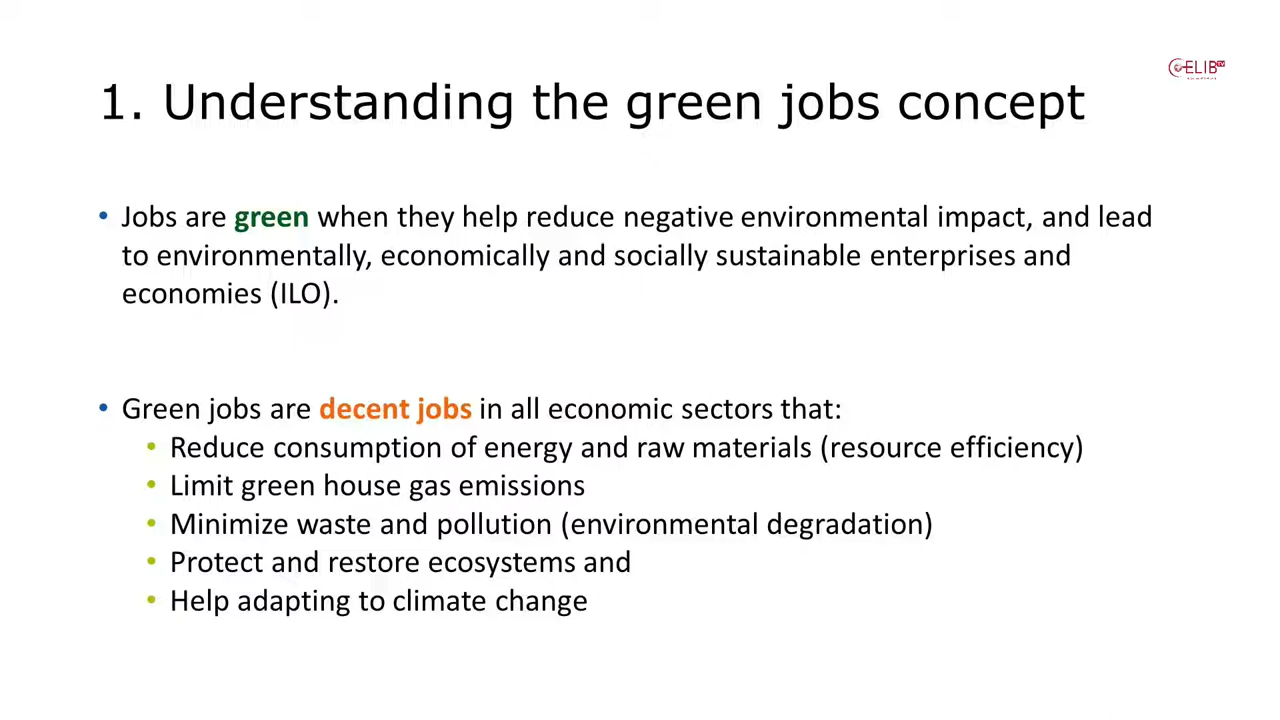 CELIB TV
1. Understanding the green jobs concept
• Jobs are green when they help reduce negative environmental impact, and lead
to environmentally, economically and socially sustainable enterprises and
economies (ILO).
• Green jobs are decent jobs in all economic sectors that:
• Reduce consumption of energy and raw materials (resource efficiency)
• Limit green house gas emissions
• Minimize waste and pollution (environmental degradation)
• Protect and restore ecosystems and
• Help adapting to climate change